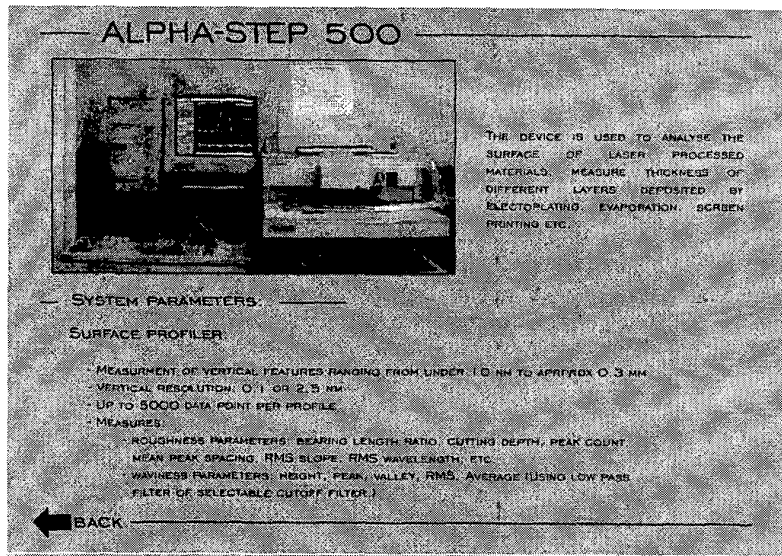 ALPHA-STEP 500
THE DEVICE IS USED TO ANALYSE THE
SURFACE OF LASER PROCESSED
MATERIALS, MEASURE THICKNESS OF
DIFFERENT LAYERS DEPOSITED BY
ELECTOPLATING, EVAPORATION, SCREEN
PRINTING ETC.
SYSTEM PARAMETERS:
SURFACE PROFILER:
- MEASURMENT OF VERTICAL FEATURES RANGING FROM UNDER 10 NM TO 0.3 MM
- VERTICAL RESOLUTION: 0.1 OR 2.5 NM
- UP TO 5000 DATA POINT PER PROFILE
- MEASURES:
- ROUGHNESS PARAMETERS: BEARING LENGTH RATIO, CUTTING DEPTH, PEAK COUNT
MEAN PEAK SPACING, RMS SLOPE, RMS WAVELENGTH, ETC
- WAVINESS PARAMETERS: HEIGHT, PEAK, VALLEY, RMS, AVERAGE (USING LOW PASS
FILTER OF SELECTABLE CUTOFF FILTER.)
BACK